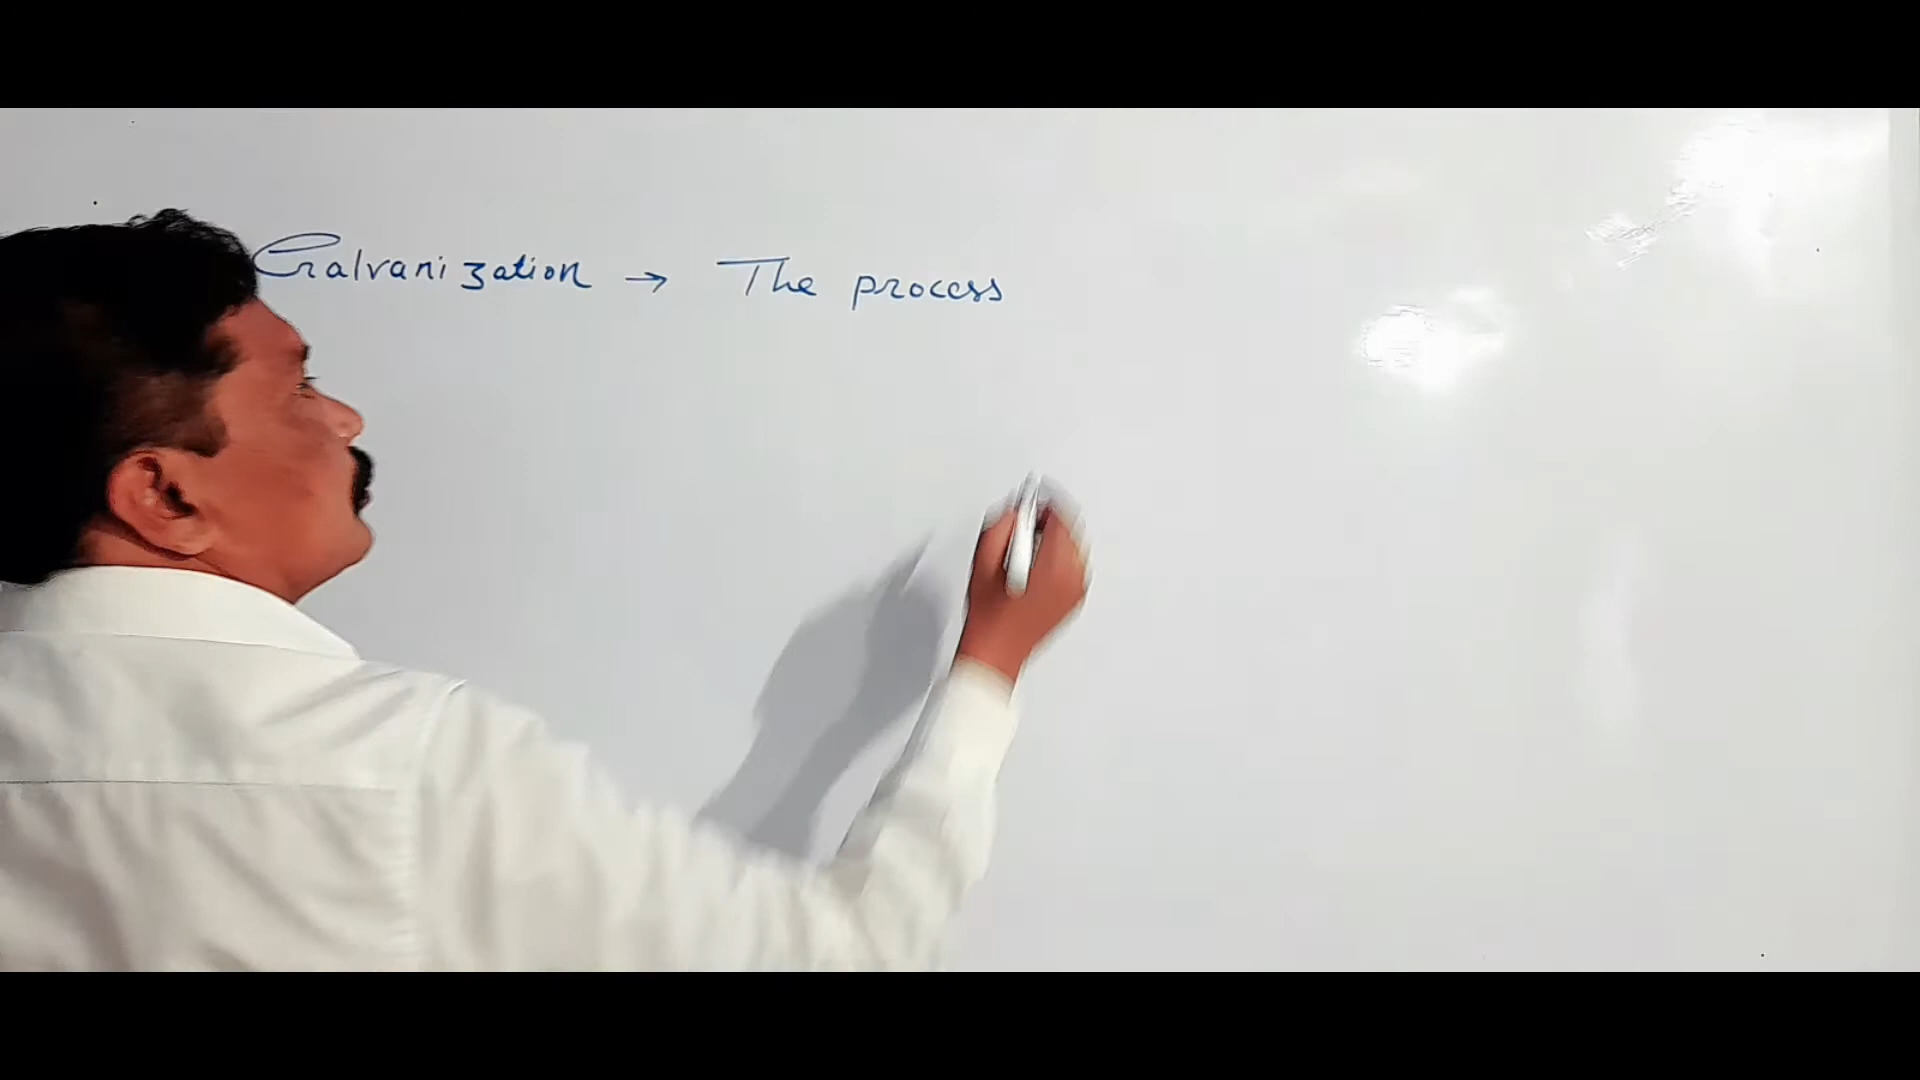 Galvanization → The process